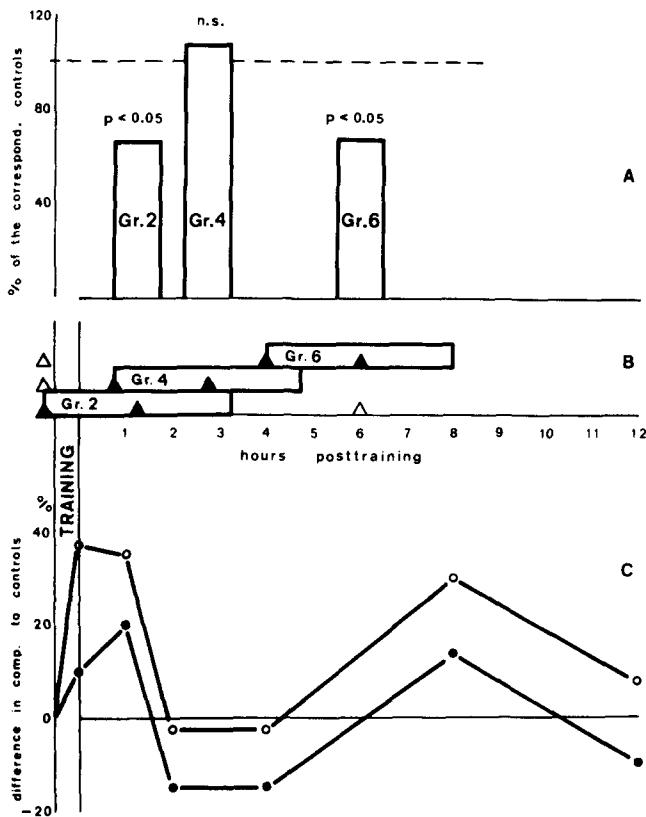 120
n.s.
% of the correspond. controls
80
p < 0.05
p < 0.05
A
40
Gr.2
Gr.4
Gr.6
Gr. 6
B
Gr. 4
Gr. 2
1 2 3 4 5 6 7 8 9 10 11 12
hours posttraining
TRAINING
%
40
C
difference in comp. to controls
20
0
-20